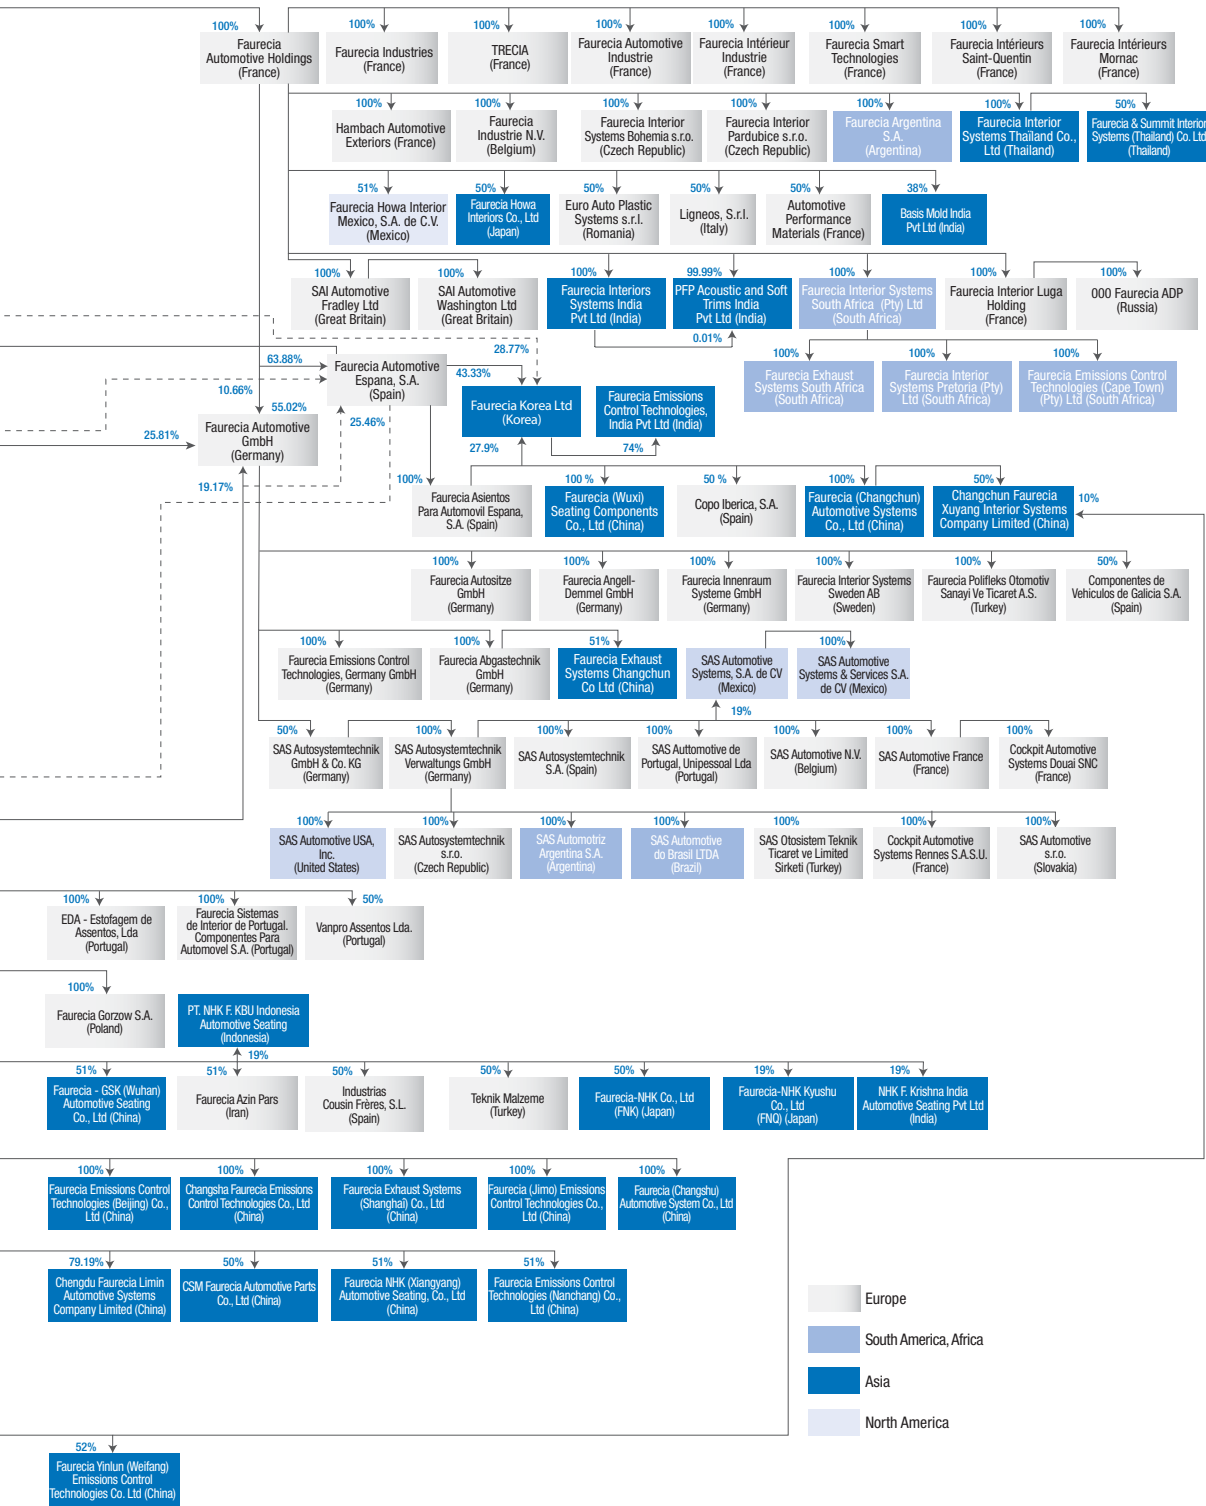 100%
100%
100%
100%
100%
100%
100%
100%
Faurecia
Automotive Holdings
(France)
Faurecia Industries
(France)
TRECIA
(France)
Faurecia Automotive
Industrie
(France)
Faurecia Intérieur
Industrie
(France)
Faurecia Smart
Technologies
(France)
Faurecia Intérieurs
Saint-Quentin
(France)
Faurecia Intérieurs
Mornac
(France)
100%
100%
100%
100%
100%
100%
50%
Hambach Automotive
Exteriors (France)
Faurecia
Industrie N.V.
(Belgium)
Faurecia Interior
Systems Bohemia s.r.o.
(Czech Republic)
Faurecia Interior
Pardubice s.r.o.
(Czech Republic)
Faurecia Argentina
S.A.
(Argentina)
Faurecia Interior
Systems Thaïland Co.,
Ltd (Thaïland)
Faurecia & Summit Interior
Systems (Thailand) Co. Ltd
(Thailand)
51%
50%
50%
50%
50%
38%
Faurecia Howa Interior
Mexico, S.A. de C.V.
(Mexico)
Faurecia Howa
Interiors Co., Ltd
(Japan)
Euro Auto Plastic
Systems s.r.l.
(Romania)
Ligneos, S.r.l.
(Italy)
Automotive
Performance
Materials (France)
Basis Mold India
Pvt Ltd (India)
100%
100%
100%
99.99%
100%
100%
100%
SAI Automotive
Fradley Ltd
(Great Britain)
SAI Automotive
Washington Ltd
(Great Britain)
Faurecia Interiors
Systems India
Pvt Ltd (India)
PFP Acoustic and Soft
Trims India
Pvt Ltd (India)
Faurecia Interior Systems
South Africa (Pty) Ltd
(South Africa)
Faurecia Interior Luga
Holding
(France)
OOO Faurecia ADP
(Russia)
0.01%
28.77%
63.88%
43.33%
10.66%
55.02%
25.81%
25.46%
19.17%
Faurecia Automotive
Espana, S.A.
(Spain)
100%
100%
100%
Faurecia Exhaust
Systems South Africa
(South Africa)
Faurecia Interior
Systems Pretoria (Pty)
Ltd (South Africa)
Faurecia Emissions Control
Technologies (Cape Town)
(Pty) Ltd (South Africa)
Faurecia Korea Ltd
(Korea)
Faurecia Emissions
Control Technologies,
India Pvt Ltd (India)
Faurecia Automotive
GmbH
(Germany)
27.9%
74%
100%
100 %
50 %
100%
50%
10%
Faurecia Asientos
Para Automovil Espana,
S.A. (Spain)
Faurecia (Wuxi)
Seating Components
Co., Ltd (China)
Copo Iberica, S.A.
(Spain)
Faurecia (Changchun)
Automotive Systems
Co., Ltd (China)
Changchun Faurecia
Xuyang Interior Systems
Company Limited (China)
100%
100%
100%
100%
100%
50%
Faurecia Autositze
GmbH
(Germany)
Faurecia Angell-
Demmel GmbH
(Germany)
Faurecia Innenraum
Systeme GmbH
(Germany)
Faurecia Interior Systems
Sweden AB
(Sweden)
Faurecia Polifleks Otomotiv
Sanayi Ve Ticaret A.S.
(Turkey)
Componentes de
Vehiculos de Galicia S.A.
(Spain)
100%
100%
51%
100%
Faurecia Emissions Control
Technologies, Germany GmbH
(Germany)
Faurecia Abgastechnik
GmbH
(Germany)
Faurecia Exhaust
Systems Changchun
Co Ltd (China)
SAS Automotive
Systems, S.A. de CV
(Mexico)
SAS Automotive
Systems & Services S.A.
de CV (Mexico)
19%
50%
100%
100%
100%
100%
100%
100%
SAS Autosystemtechnik
GmbH & Co. KG
(Germany)
SAS Autosystemtechnik
Verwaltungs GmbH
(Germany)
SAS Autosystemtechnik
S.A. (Spain)
SAS Auttomotive de
Portugal, Unipessoal Lda
(Portugal)
SAS Automotive N.V.
(Belgium)
SAS Automotive France
(France)
Cockpit Automotive
Systems Douai SNC
(France)
100%
100%
100%
100%
100%
100%
100%
SAS Automotive USA,
Inc.
(United States)
SAS Autosystemtechnik
s.r.o.
(Czech Republic)
SAS Automotriz
Argentina S.A.
(Argentina)
SAS Automotive
do Brasil LTDA
(Brazil)
SAS Otosistem Teknik
Ticaret ve Limited
Sirketi (Turkey)
Cockpit Automotive
Systems Rennes S.A.S.U.
(France)
SAS Automotive
s.r.o.
(Slovakia)
100%
100%
50%
EDA - Estofagem de
Assentos, Lda
(Portugal)
Faurecia Sistemas
de Interior de Portugal.
Componentes Para
Automovel S.A. (Portugal)
Vanpro Assentos Lda.
(Portugal)
100%
Faurecia Gorzow S.A.
(Poland)
PT. NHK F. KBU Indonesia
Automotive Seating
(Indonesia)
19%
51%
51%
50%
50%
50%
19%
19%
Faurecia - GSK (Wuhan)
Automotive Seating
Co., Ltd (China)
Faurecia Azin Pars
(Iran)
Industrias
Cousin Frères, S.L.
(Spain)
Teknik Malzeme
(Turkey)
Faurecia-NHK Co., Ltd
(FNK) (Japan)
Faurecia-NHK Kyushu
Co., Ltd
(FNQ) (Japan)
NHK F. Krishna India
Automotive Seating Pvt Ltd
(India)
100%
100%
100%
100%
100%
Faurecia Emissions Control
Technologies (Beijing) Co.,
Ltd (China)
Changsha Faurecia Emissions
Control Technologies Co., Ltd
(China)
Faurecia Exhaust Systems
(Shanghaï) Co., Ltd
(China)
Faurecia (Jimo) Emissions
Control Technologies Co.,
Ltd (China)
Faurecia (Changshu)
Automotive System Co., Ltd
(China)
79.19%
50%
51%
51%
Chengdu Faurecia Limin
Automotive Systems
Company Limited (China)
CSM Faurecia Automotive Parts
Co., Ltd (China)
Faurecia NHK (Xiangyang)
Automotive Seating, Co., Ltd
(China)
Faurecia Emissions Control
Technologies (Nanchang) Co.,
Ltd (China)
Europe
South America, Africa
Asia
North America
52%
Faurecia Yinlun (Weifang)
Emissions Control
Technologies Co. Ltd (China)